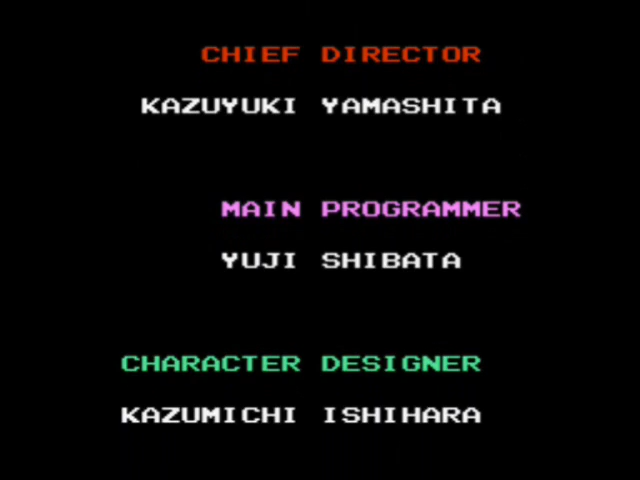 CHIEF DIRECTOR
KAZUYUKI YAMASHITA
MAIN PROGRAMMER
YUJI SHIBATA
CHARACTER DESIGNER
KAZUMICHI ISHIHARA